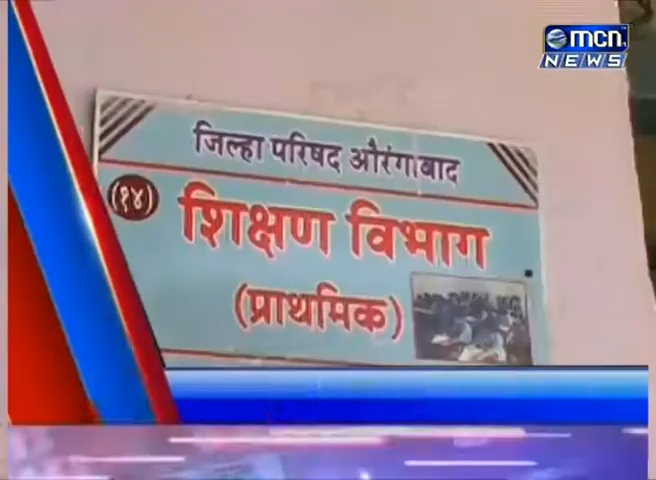 mcn
NEWS
जिल्हा परिषद औरंगाबाद
(१४)
शिक्षण विभाग
(प्राथमिक)